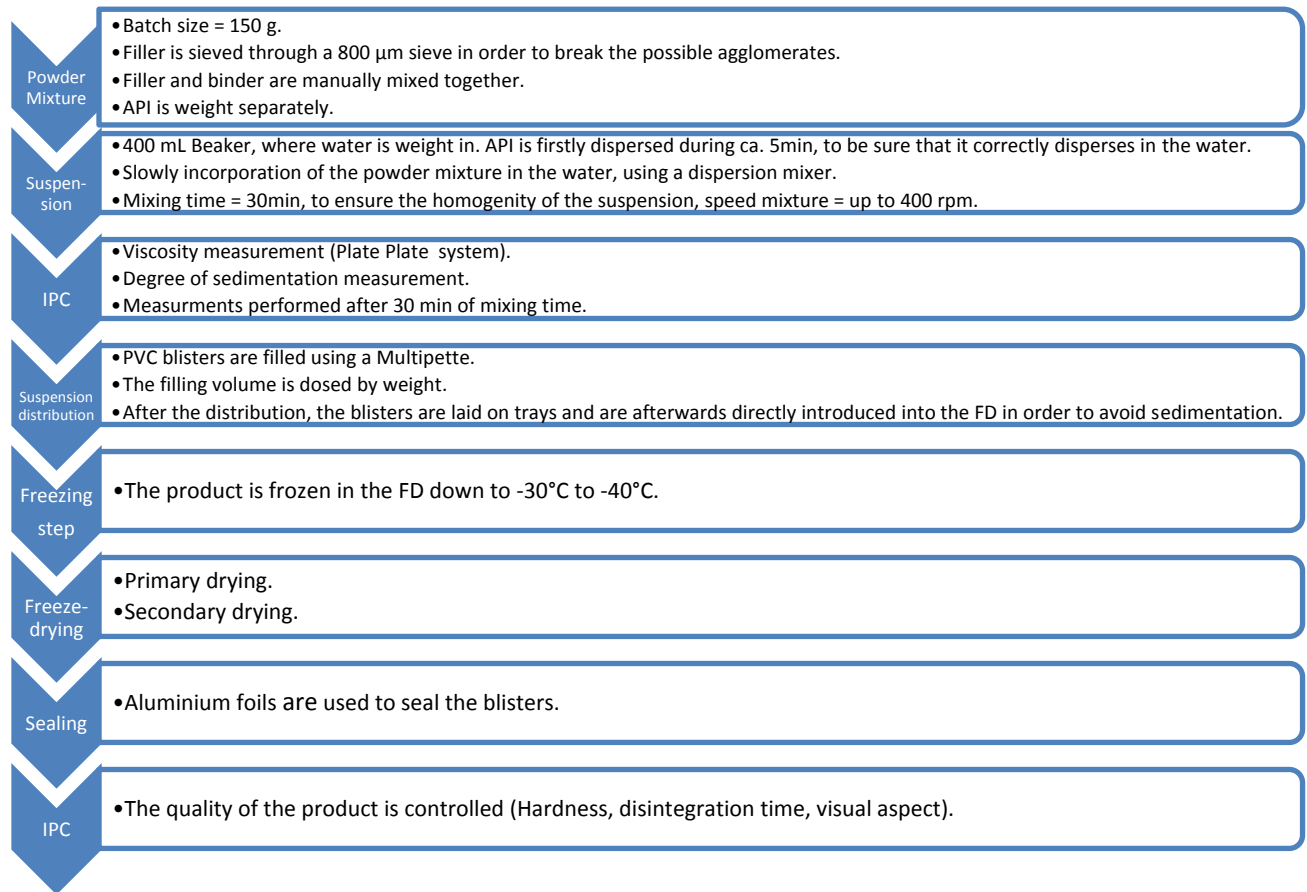 Powder
Mixture
•Batch size = 150 g.
•Filler is sieved through a 800 µm sieve in order to break the possible agglomerates.
•Filler and binder are manually mixed together.
•API is weight separately.
Suspen-
sion
•400 mL Beaker, where water is weight in. API is firstly dispersed during ca. 5min, to be sure that it correctly disperses in the water.
•Slowly incorporation of the powder mixture in the water, using a dispersion mixer.
•Mixing time = 30min, to ensure the homogenity of the suspension, speed mixture = up to 400 rpm.
IPC
•Viscosity measurement (Plate Plate system).
•Degree of sedimentation measurement.
•Measurments performed after 30 min of mixing time.
Suspension
distribution
•PVC blisters are filled using a Multipette.
•The filling volume is dosed by weight.
•After the distribution, the blisters are laid on trays and are afterwards directly introduced into the FD in order to avoid sedimentation.
Freezing
step
•The product is frozen in the FD down to -30°C to -40°C.
Freeze-
drying
•Primary drying.
•Secondary drying.
Sealing
•Aluminium foils are used to seal the blisters.
IPC
•The quality of the product is controlled (Hardness, disintegration time, visual aspect).